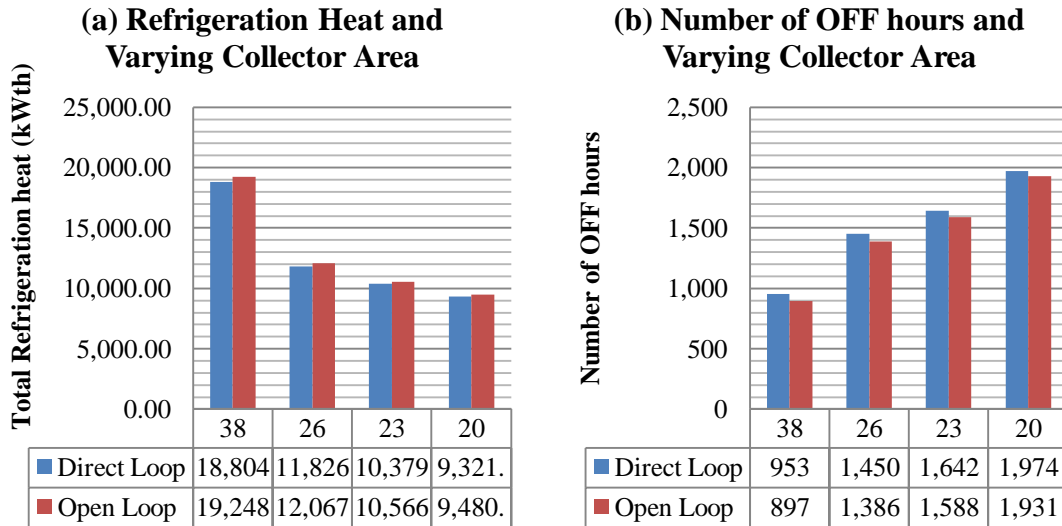 (a) Refrigeration Heat and
Varying Collector Area
Total Refrigeration heat (kWth)
25,000.00
20,000.00
15,000.00
10,000.00
5,000.00
0.00
38 26 23 20
Direct Loop 18,804 11,826 10,379 9,321.
Open Loop 19,248 12,067 10,566 9,480.
(b) Number of OFF hours and
Varying Collector Area
Number of OFF hours
2,500
2,000
1,500
1,000
500
0
38 26 23 20
Direct Loop 953 1,450 1,642 1,974
Open Loop 897 1,386 1,588 1,931